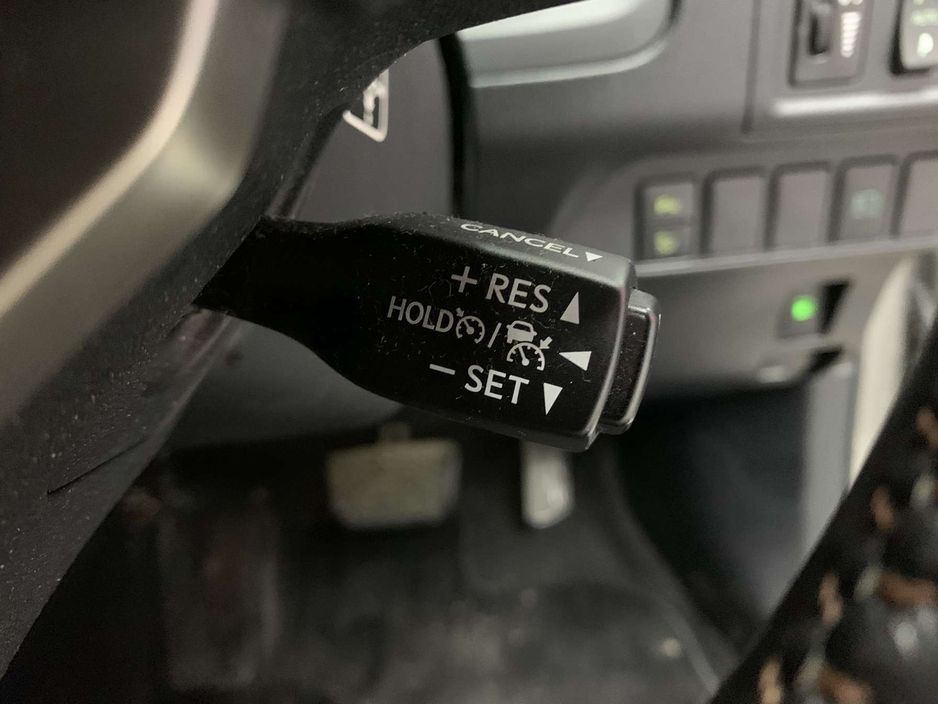 CANCEL▼
+ RES ▲
HOLD / ◀
− SET ▼